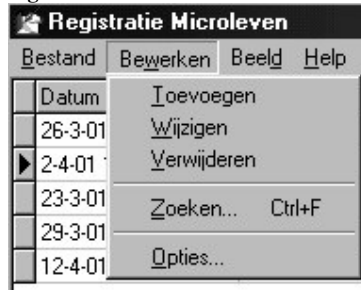 Registratie Microleven
Bestand Bewerken Beeld Help
Datum
Toevoegen
26-3-01
Wijzigen
2-4-01
Verwijderen
23-3-01
Zoeken... Ctrl+F
29-3-01
Opties...
12-4-01